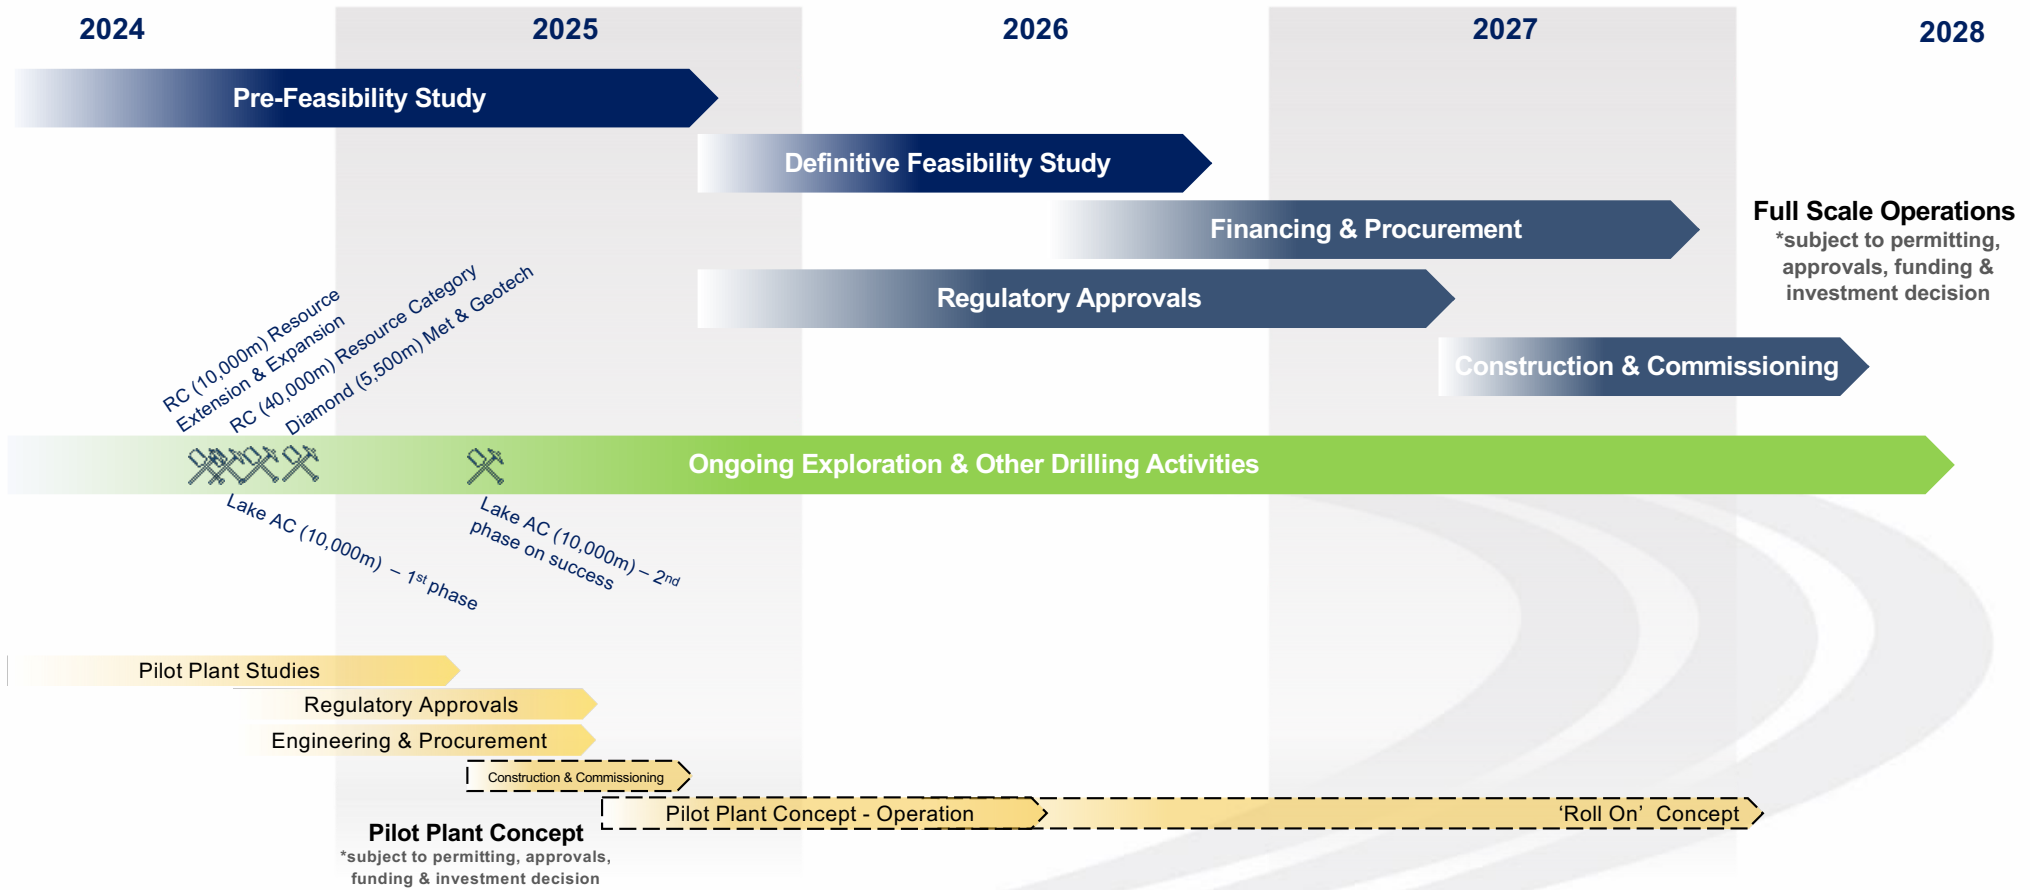 2024
2025
2026
2027
2028
Pre-Feasibility Study
Definitive Feasibility Study
Financing & Procurement
Full Scale Operations
*subject to permitting,
approvals, funding &
investment decision
Regulatory Approvals
Construction & Commissioning
RC (10,000m) Resource
Extension & Expansion
RC (40,000m) Resource Category
Diamond (5,500m) Met & Geotech
Ongoing Exploration & Other Drilling Activities
Lake AC (10,000m) – 1st phase
Lake AC (10,000m) – 2nd
phase on success
Pilot Plant Studies
Regulatory Approvals
Engineering & Procurement
Construction & Commissioning
Pilot Plant Concept - Operation
‘Roll On’ Concept
Pilot Plant Concept
*subject to permitting, approvals,
funding & investment decision